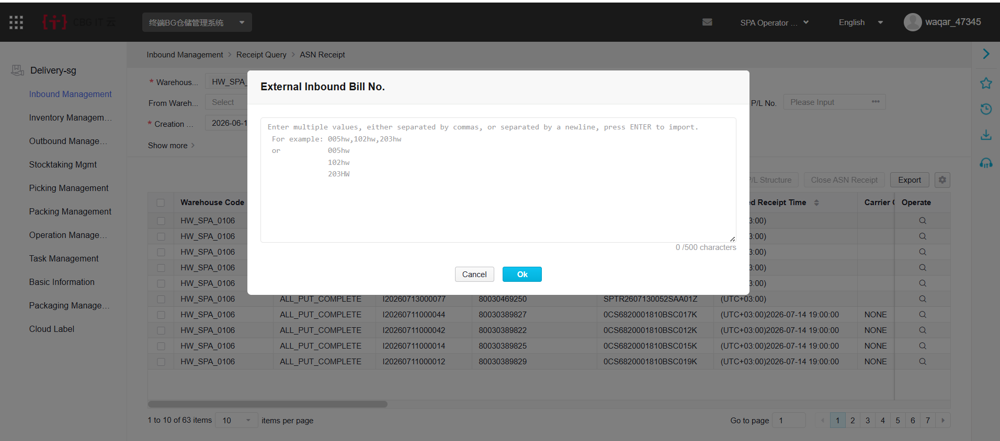 CBG IT 云
终端BG仓储管理系统
SPA Operator ...
English
waqar_47345
Inbound Management > Receipt Query > ASN Receipt
Delivery-sg
Inbound Management
Inventory Managem...
Outbound Manage...
Stocktaking Mgmt
Picking Management
Packing Management
Operation Manage...
Task Management
Basic Information
Packaging Manage...
Cloud Label
* Warehous... HW_SPA_
From Wareh... Select
P/L No. Please Input ...
* Creation ... 2026-06-1
Show more >
External Inbound Bill No.
Enter multiple values, either separated by commas, or separated by a newline, press ENTER to import.
For example: 005hw,102hw,203hw
or 005hw
102hw
203HW
0 /500 characters
Cancel Ok
P/L Structure Close ASN Receipt Export
Warehouse Code ed Receipt Time Carrier Operate
HW_SPA_0106 3:00)
HW_SPA_0106 3:00)
HW_SPA_0106 3:00)
HW_SPA_0106 3:00)
HW_SPA_0106 3:00)
HW_SPA_0106 ALL_PUT_COMPLETE I20260713000077 80030469250 SPTR2607130052SAA01Z (UTC+03:00)
HW_SPA_0106 ALL_PUT_COMPLETE I20260711000044 80030389827 0CS6820001810BSC017K (UTC+03:00)2026-07-14 19:00:00 NONE
HW_SPA_0106 ALL_PUT_COMPLETE I20260711000042 80030389822 0CS6820001810BSC012K (UTC+03:00)2026-07-14 19:00:00 NONE
HW_SPA_0106 ALL_PUT_COMPLETE I20260711000014 80030389825 0CS6820001810BSC015K (UTC+03:00)2026-07-14 19:00:00 NONE
HW_SPA_0106 ALL_PUT_COMPLETE I20260711000012 80030389829 0CS6820001810BSC019K (UTC+03:00)2026-07-14 19:00:00 NONE
1 to 10 of 63 items 10 items per page
Go to page 1 1 2 3 4 5 6 7